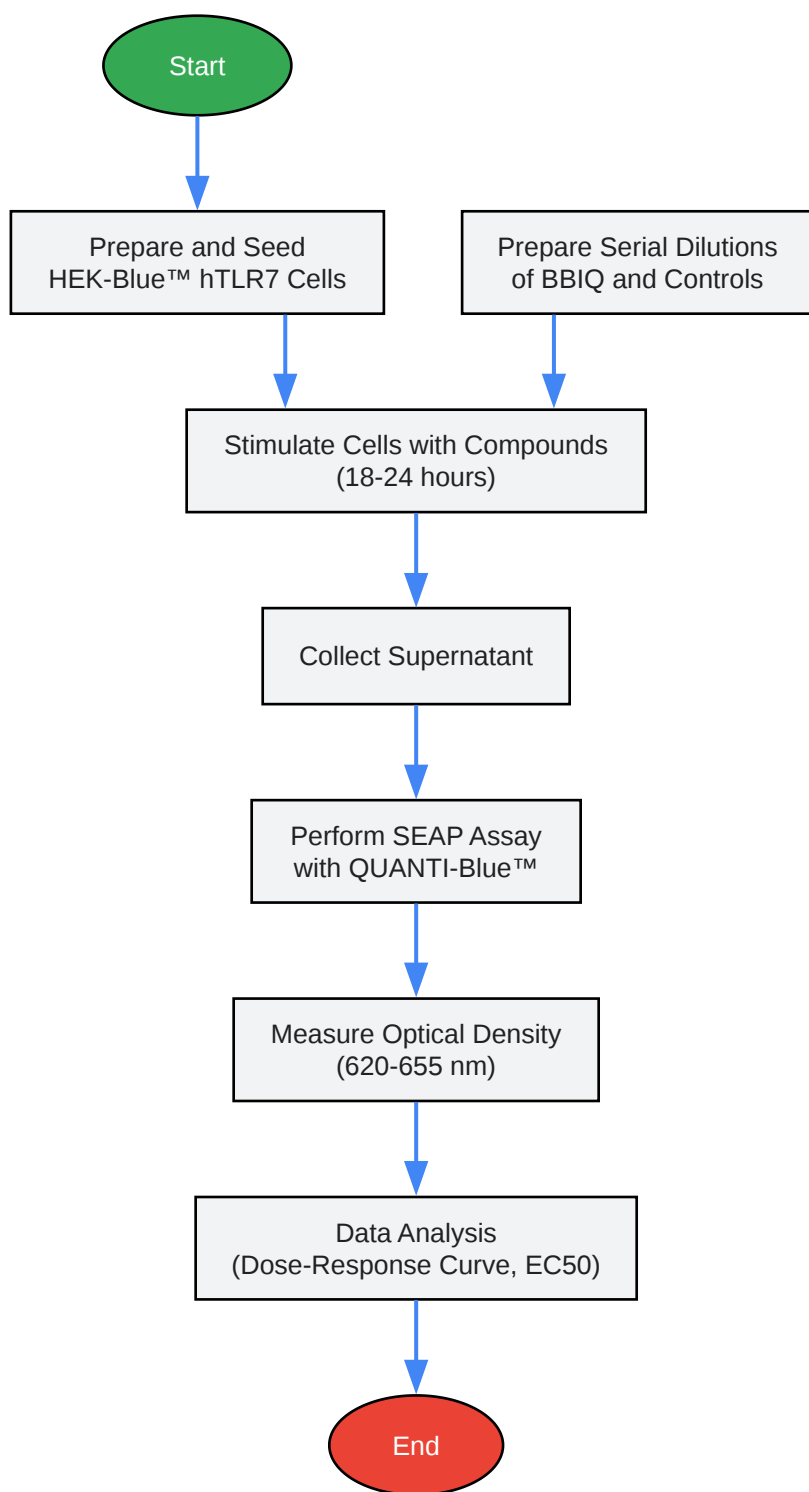 Start
Prepare and Seed
HEK-Blue™ hTLR7 Cells
Prepare Serial Dilutions
of BBIQ and Controls
Stimulate Cells with Compounds
(18-24 hours)
Collect Supernatant
Perform SEAP Assay
with QUANTI-Blue™
Measure Optical Density
(620-655 nm)
Data Analysis
(Dose-Response Curve, EC50)
End